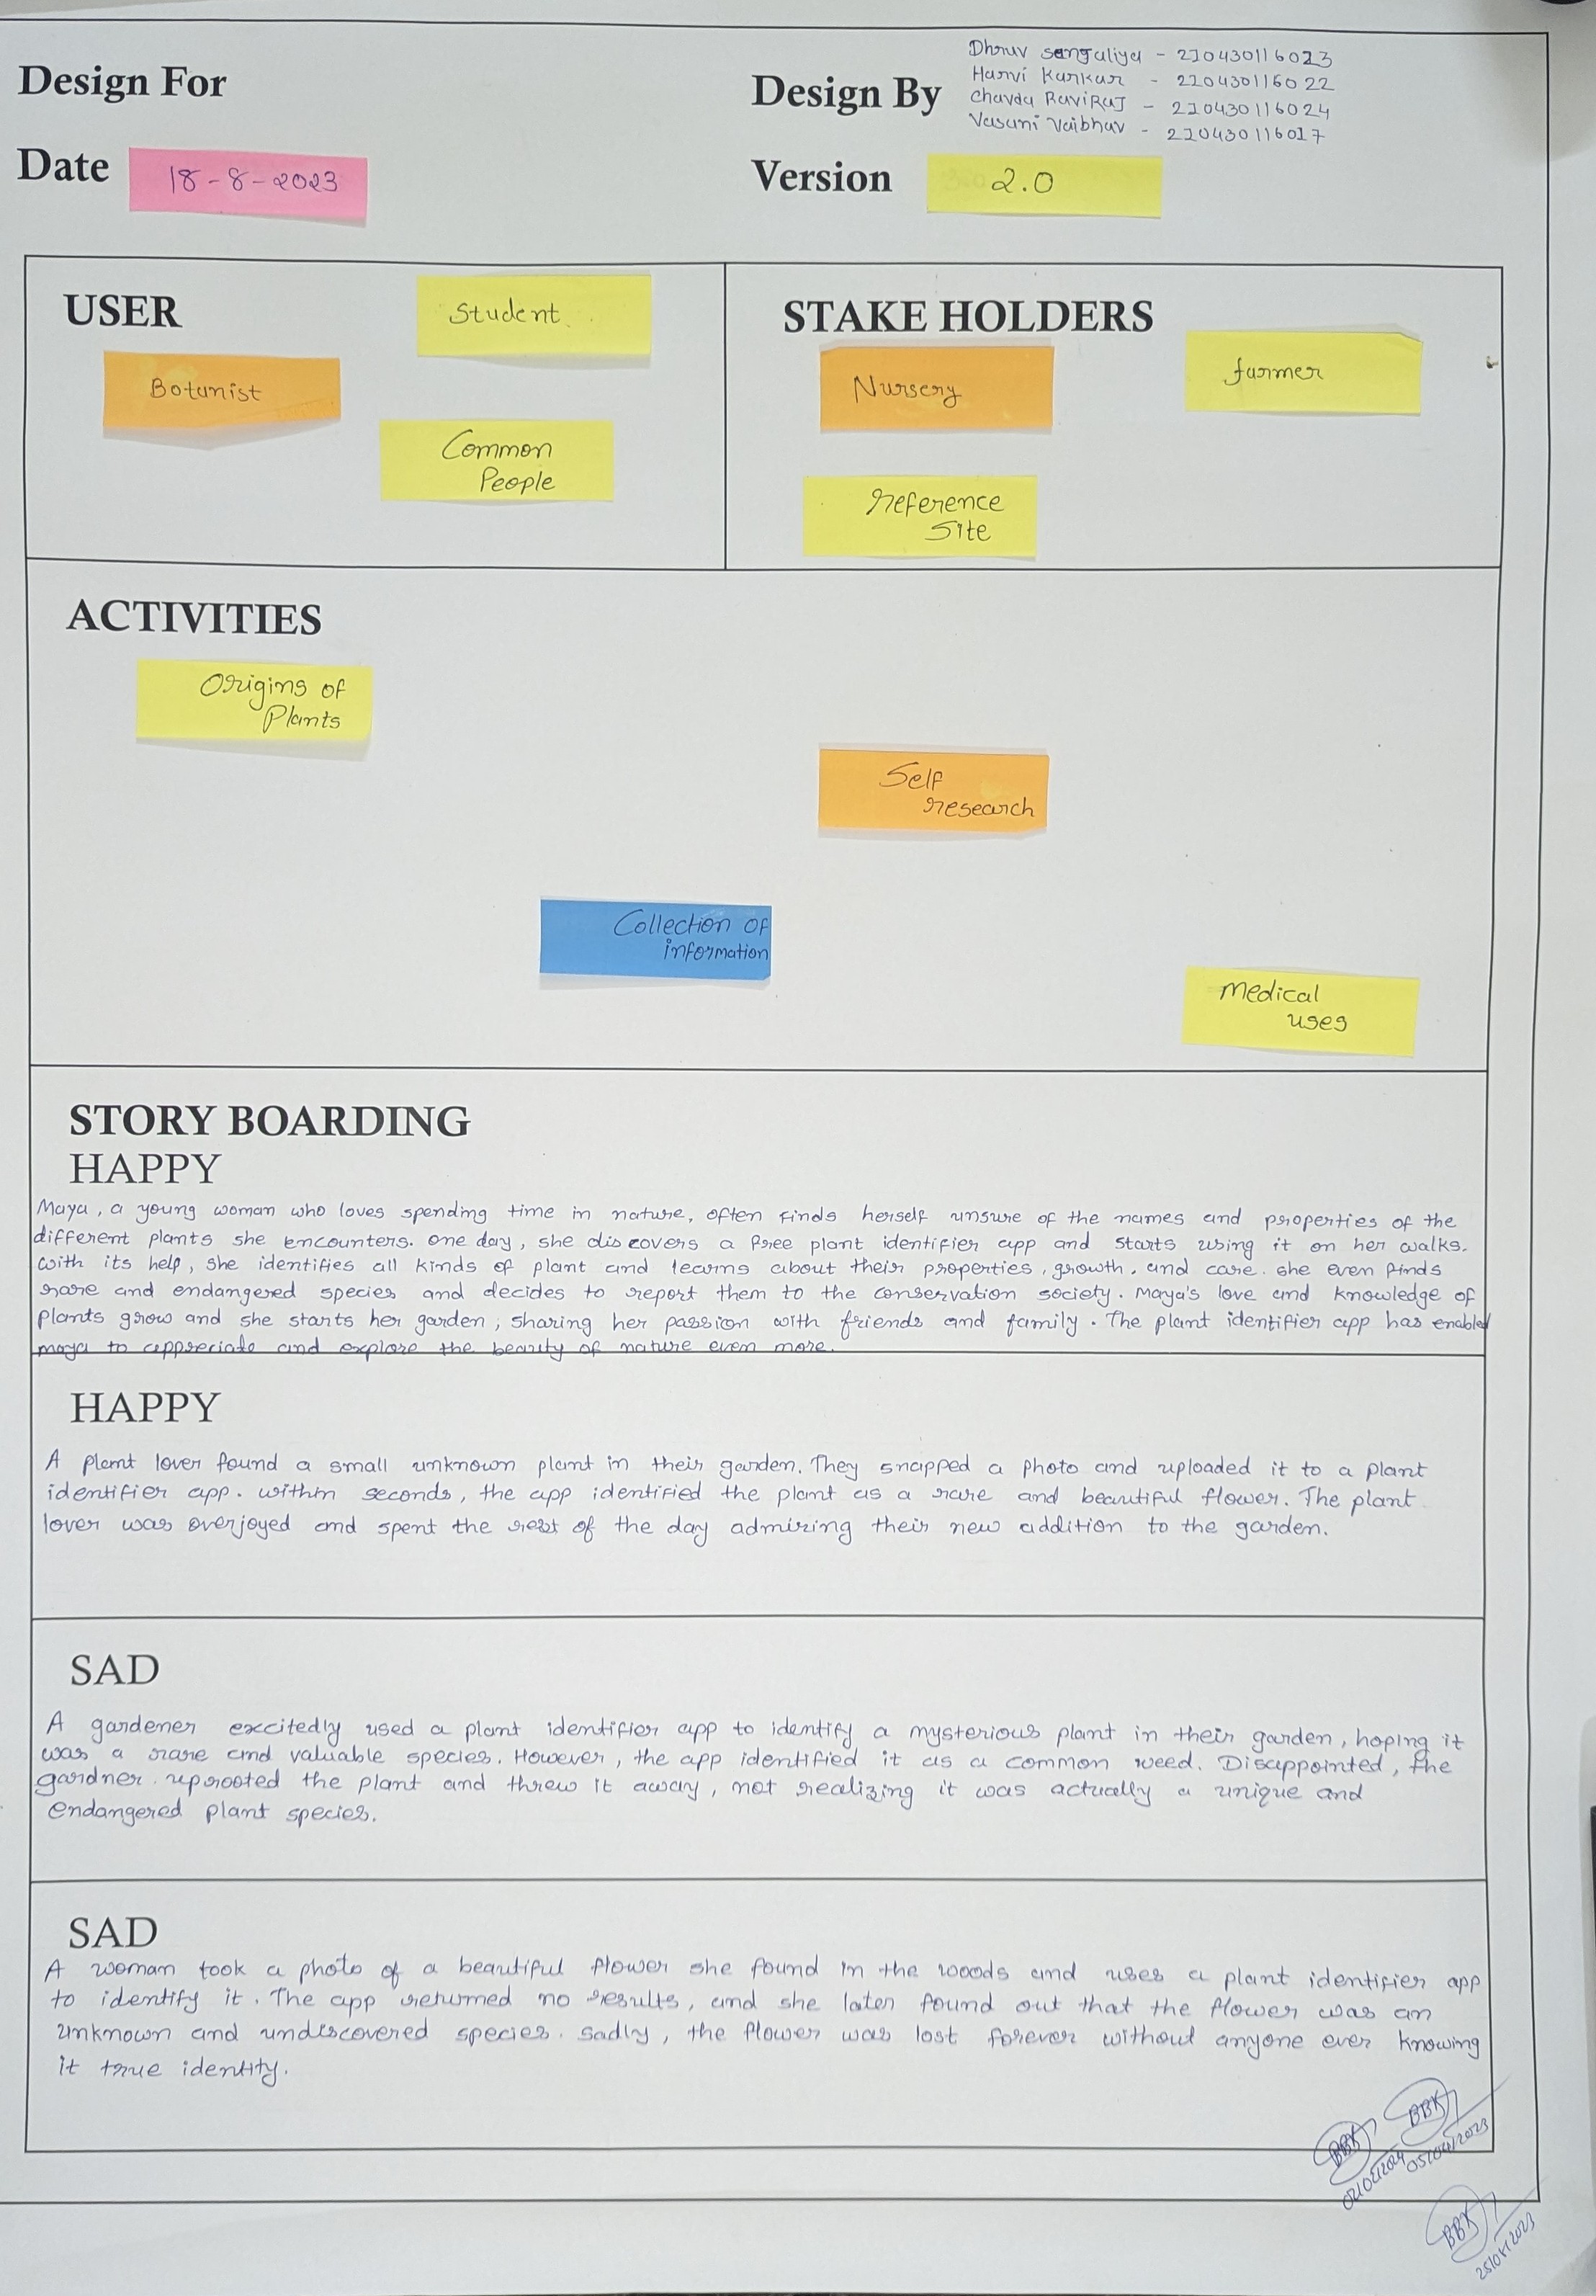 Design For
Design By
Dhruv sangaliya - 210430116023
Harvi Kankar - 220430116022
Chavda RaviRaj - 210430116024
Vasani Vaibhav - 210430116017
Date
18-8-2023
Version
2.0
USER
Student
Botanist
Common
People
STAKE HOLDERS
Nursery
farmer
reference
Site
ACTIVITIES
Origins of
Plants
Self
research
Collection of
information
medical
uses
STORY BOARDING
HAPPY
Maya, a young woman who loves spending time in nature, often finds herself unsure of the names and properties of the
different plants she encounters. one day, she discovers a free plant identifier app and starts using it on her walks.
with its help, she identifies all kinds of plant and learns about their properties, growth, and care. she even finds
rare and endangered species and decides to report them to the conservation society. Maya's love and knowledge of
plants grow and she starts her garden, sharing her passion with friends and family. The plant identifier app has enabled
maya to appreciate and explore the beauty of nature even more.
HAPPY
A plant lover found a small unknown plant in their garden. They snapped a photo and uploaded it to a plant
identifier app. within seconds, the app identified the plant as a rare and beautiful flower. The plant
lover was overjoyed and spent the rest of the day admiring their new addition to the garden.
SAD
A gardener excitedly used a plant identifier app to identify a mysterious plant in their garden, hoping it
was a rare and valuable species. However, the app identified it as a common weed. Disappointed, the
gardner uprooted the plant and threw it away, not realizing it was actually a unique and
endangered plant species.
SAD
A woman took a photo of a beautiful flower she found in the woods and uses a plant identifier app
to identify it. The app returned no results, and she later found out that the flower was an
unknown and undiscovered species. sadly, the flower was lost forever without anyone ever knowing
it true identity.
BBK
BBK
BBK